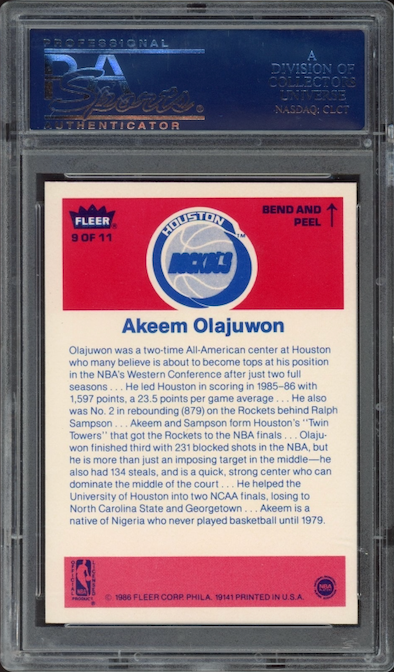 PROFESSIONAL
PSA
Sports®
AUTHENTICATOR
A
DIVISION OF
COLLECTORS
UNIVERSE
NASDAQ: CLCT
FLEER®
9 OF 11
HOUSTON
ROCKETS
TM
BEND AND
PEEL ↑
Akeem Olajuwon
Olajuwon was a two-time All-American center at Houston
who many believe is about to become tops at his position
in the NBA's Western Conference after just two full
seasons . . . He led Houston in scoring in 1985–86 with
1,597 points, a 23.5 points per game average . . . He also
was No. 2 in rebounding (879) on the Rockets behind Ralph
Sampson . . . Akeem and Sampson form Houston's "Twin
Towers" that got the Rockets to the NBA finals . . . Olaju-
won finished third with 231 blocked shots in the NBA, but
he is more than just an imposing target in the middle—he
also had 134 steals, and is a quick, strong center who can
dominate the middle of the court . . . He helped the
University of Houston into two NCAA finals, losing to
North Carolina State and Georgetown . . . Akeem is a
native of Nigeria who never played basketball until 1979.
OFFICIAL LICENSED
NBA
PRODUCT
© 1986 FLEER CORP. PHILA. 19141 PRINTED IN U.S.A.
NBA